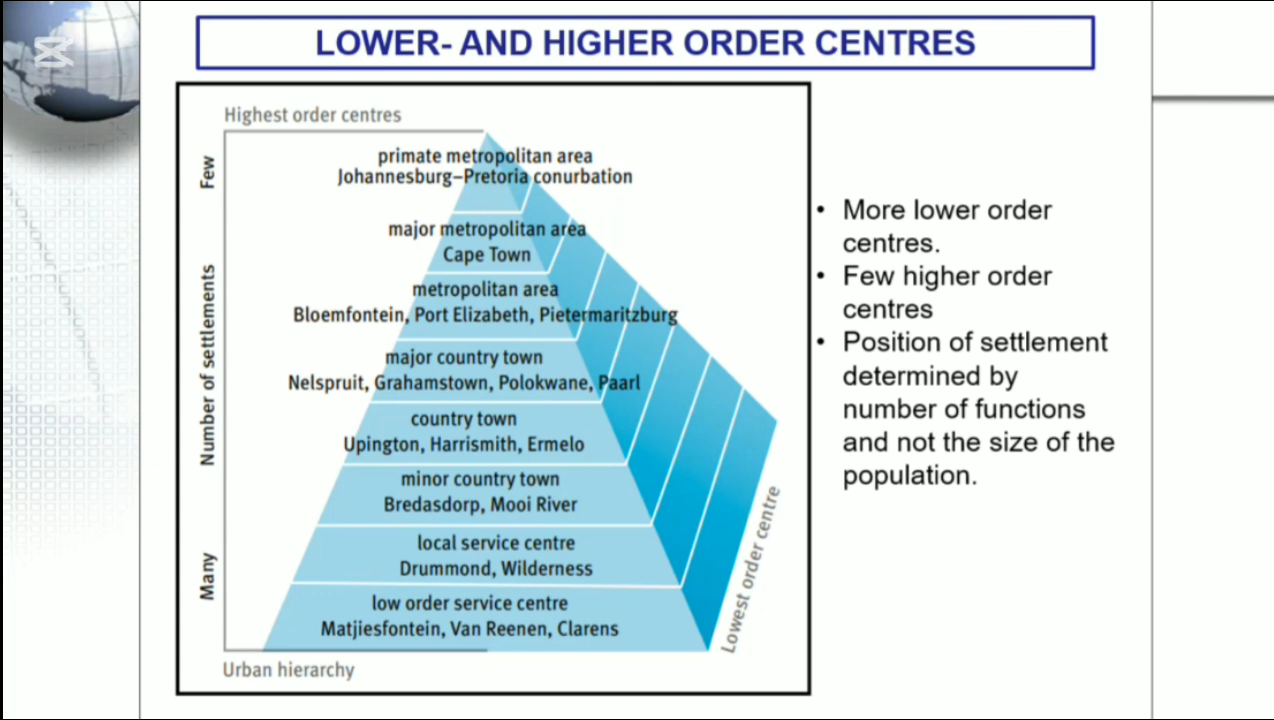 LOWER- AND HIGHER ORDER CENTRES
Highest order centres
Few
Number of settlements
Many
primate metropolitan area
Johannesburg–Pretoria conurbation
major metropolitan area
Cape Town
metropolitan area
Bloemfontein, Port Elizabeth, Pietermaritzburg
major country town
Nelspruit, Grahamstown, Polokwane, Paarl
country town
Upington, Harrismith, Ermelo
minor country town
Bredasdorp, Mooi River
local service centre
Drummond, Wilderness
low order service centre
Matjiesfontein, Van Reenen, Clarens
Lowest order centre
Urban hierarchy
• More lower order
centres.
• Few higher order
centres
• Position of settlement
determined by
number of functions
and not the size of the
population.